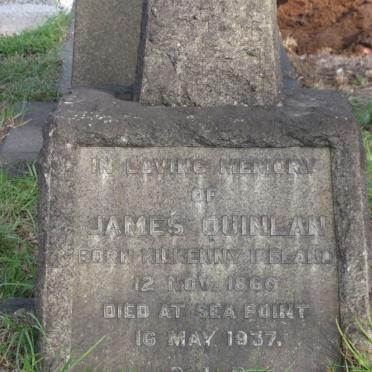 IN LOVING MEMORY
OF
JAMES QUINLAN
BORN KILKENNY IRELAND
12 NOV. 1866
DIED AT SEA POINT
16 MAY 1937.
R.I.P.